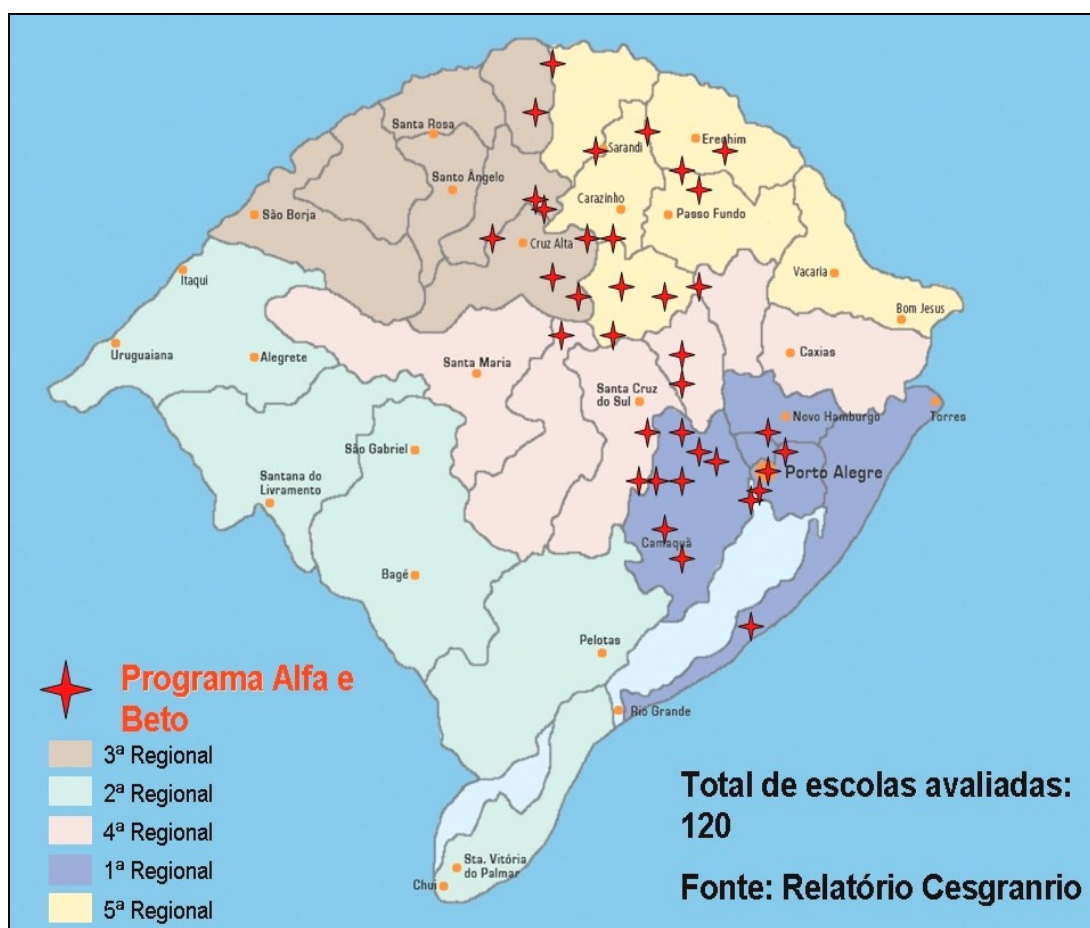 Santa Rosa
Sarandi
Erechim
Santo Ângelo
São Borja
Carazinho
Passo Fundo
Cruz Alta
Itaqui
Vacaria
Bom Jesus
Uruguaiana
Alegrete
Santa Maria
Caxias
Santa Cruz
do Sul
Novo Hamburgo
Torres
São Gabriel
Porto Alegre
Santana do
Livramento
Camaquã
Bagé
Pelotas
Rio Grande
Sta. Vitória
do Palmar
Chuí
Programa Alfa e
Beto
3ª Regional
2ª Regional
4ª Regional
1ª Regional
5ª Regional
Total de escolas avaliadas:
120
Fonte: Relatório Cesgranrio